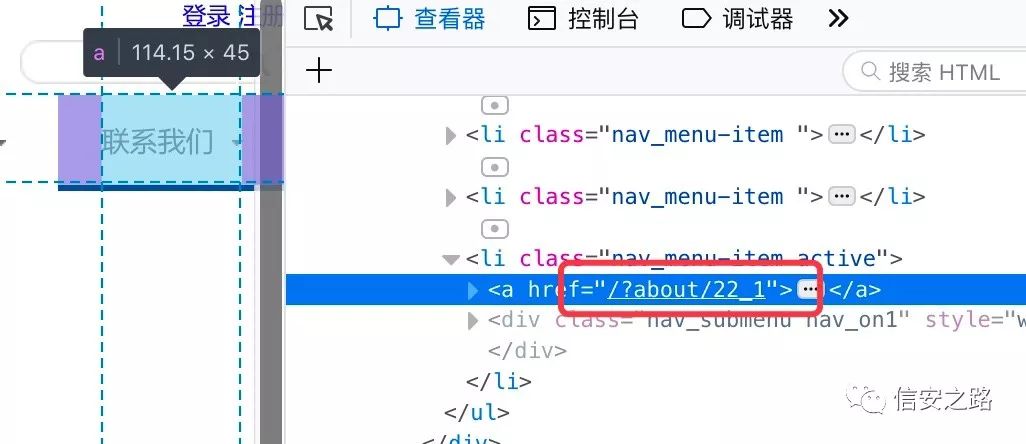 登录 注册
a 114.15 × 45
联系我们
查看器 控制台 调试器
搜索 HTML
<li class="nav_menu-item "></li>
<li class="nav_menu-item "></li>
<li class="nav_menu-item active">
<a href="/?about/22_1"></a>
<div class="nav_submenu nav_on1" style="w
</div>
</li>
</ul>
</div>
信安之路